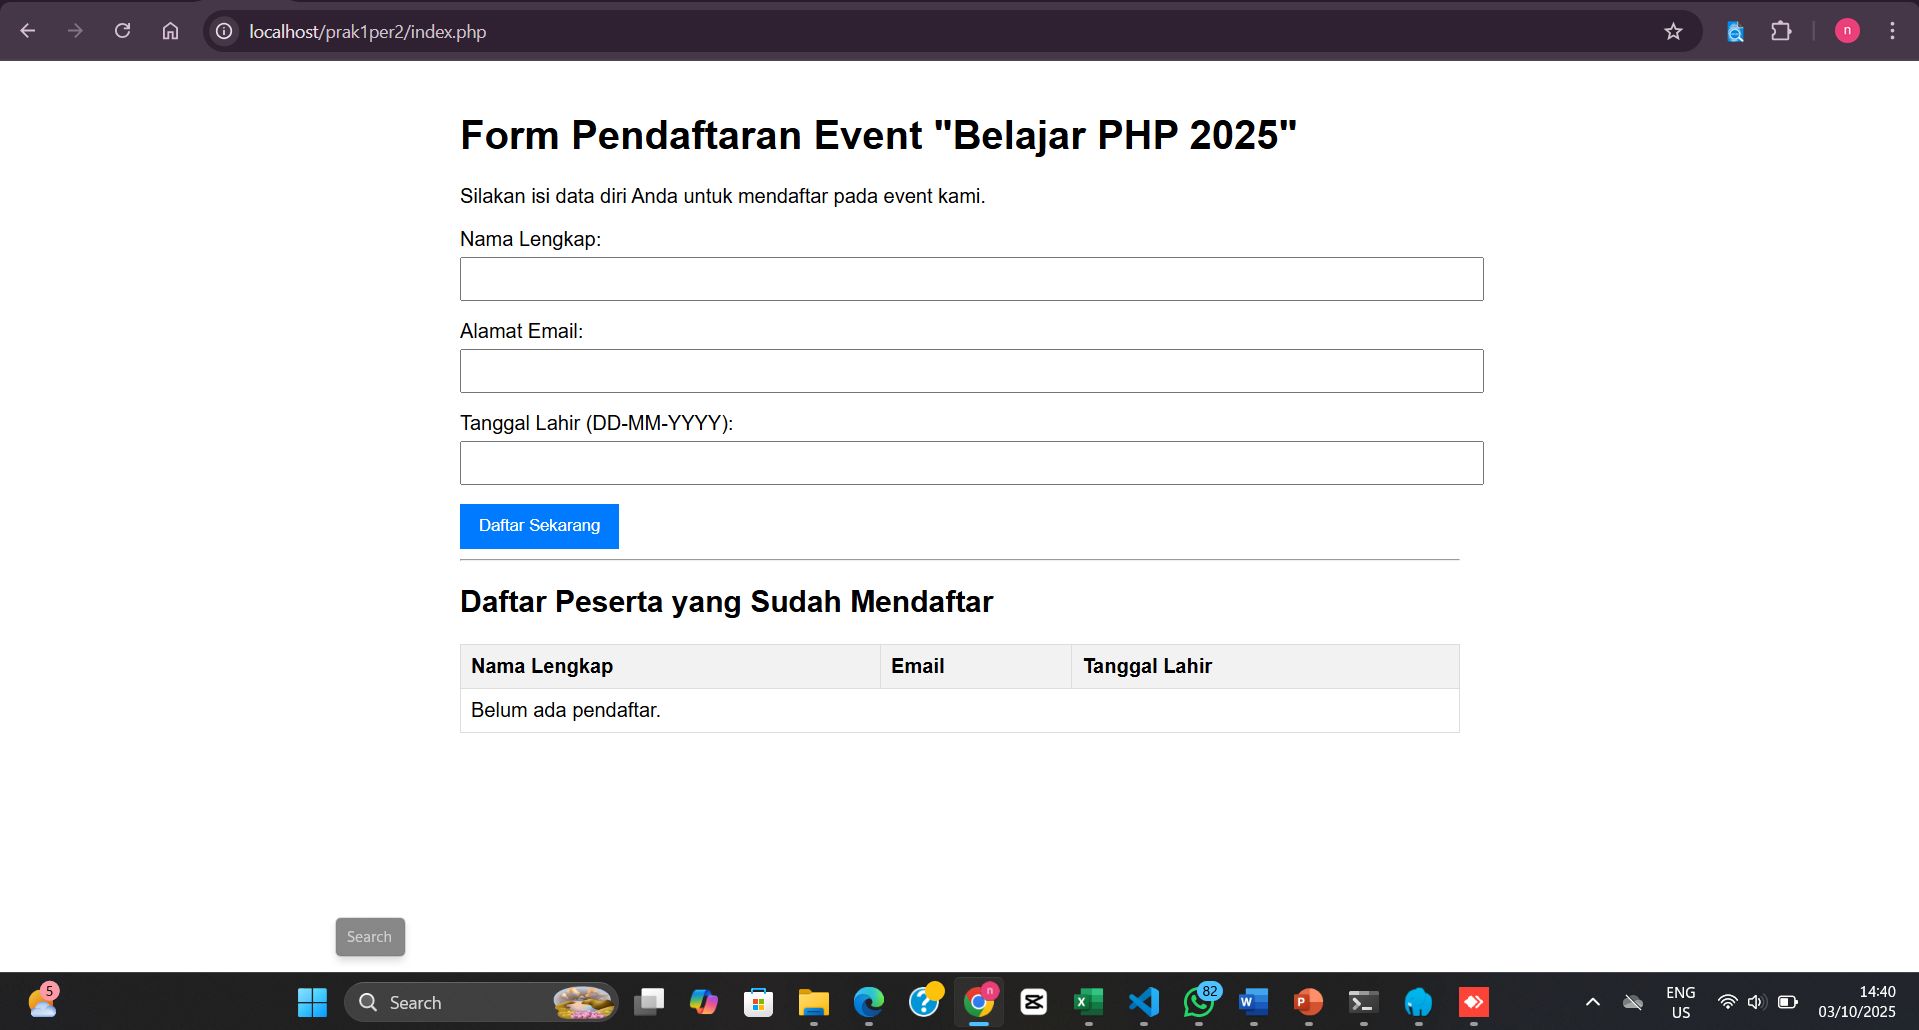 localhost/prak1per2/index.php
n
Form Pendaftaran Event "Belajar PHP 2025"
Silakan isi data diri Anda untuk mendaftar pada event kami.
Nama Lengkap:
Alamat Email:
Tanggal Lahir (DD-MM-YYYY):
Daftar Sekarang
Daftar Peserta yang Sudah Mendaftar
Nama Lengkap Email Tanggal Lahir
Belum ada pendaftar.
Search
5
Search
n
82
ENG
US
14:40
03/10/2025